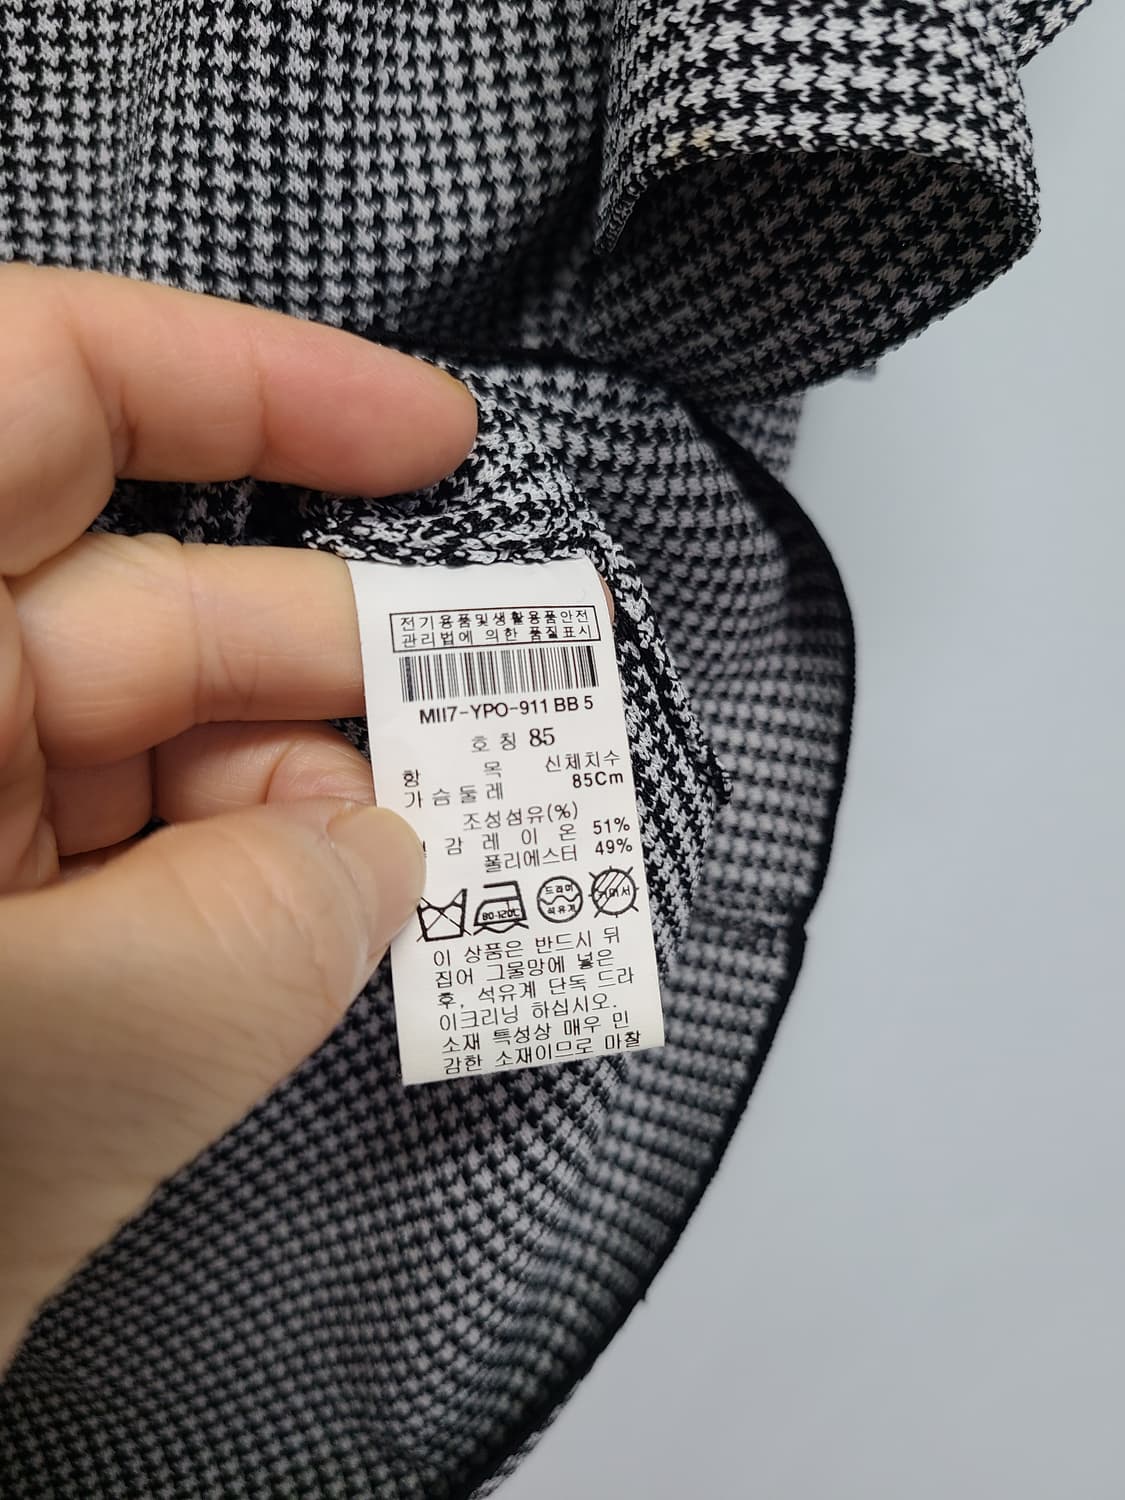 전기용품및생활용품안전
관리법에 의한 품질표시
MII7-YPO-911 BB 5
호 칭 85
항 목 신체치수
가슴둘레 85Cm
조성섬유(%)
감 레 이 온 51%
폴리에스터 49%
80-120℃
드라이
석유계
이 상품은 반드시 뒤
집어 그물망에 넣은
후, 석유계 단독 드라
이크리닝 하십시오.
소재 특성상 매우 민
감한 소재이므로 마찰